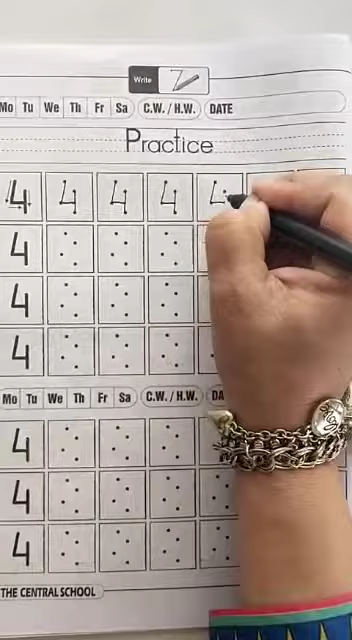 Write
Mo Tu We Th Fr Sa C.W. / H.W. DATE
Practice
4 4 4 4 4
4
4
4
Mo Tu We Th Fr Sa C.W. / H.W. DA
4
4
4
THE CENTRAL SCHOOL